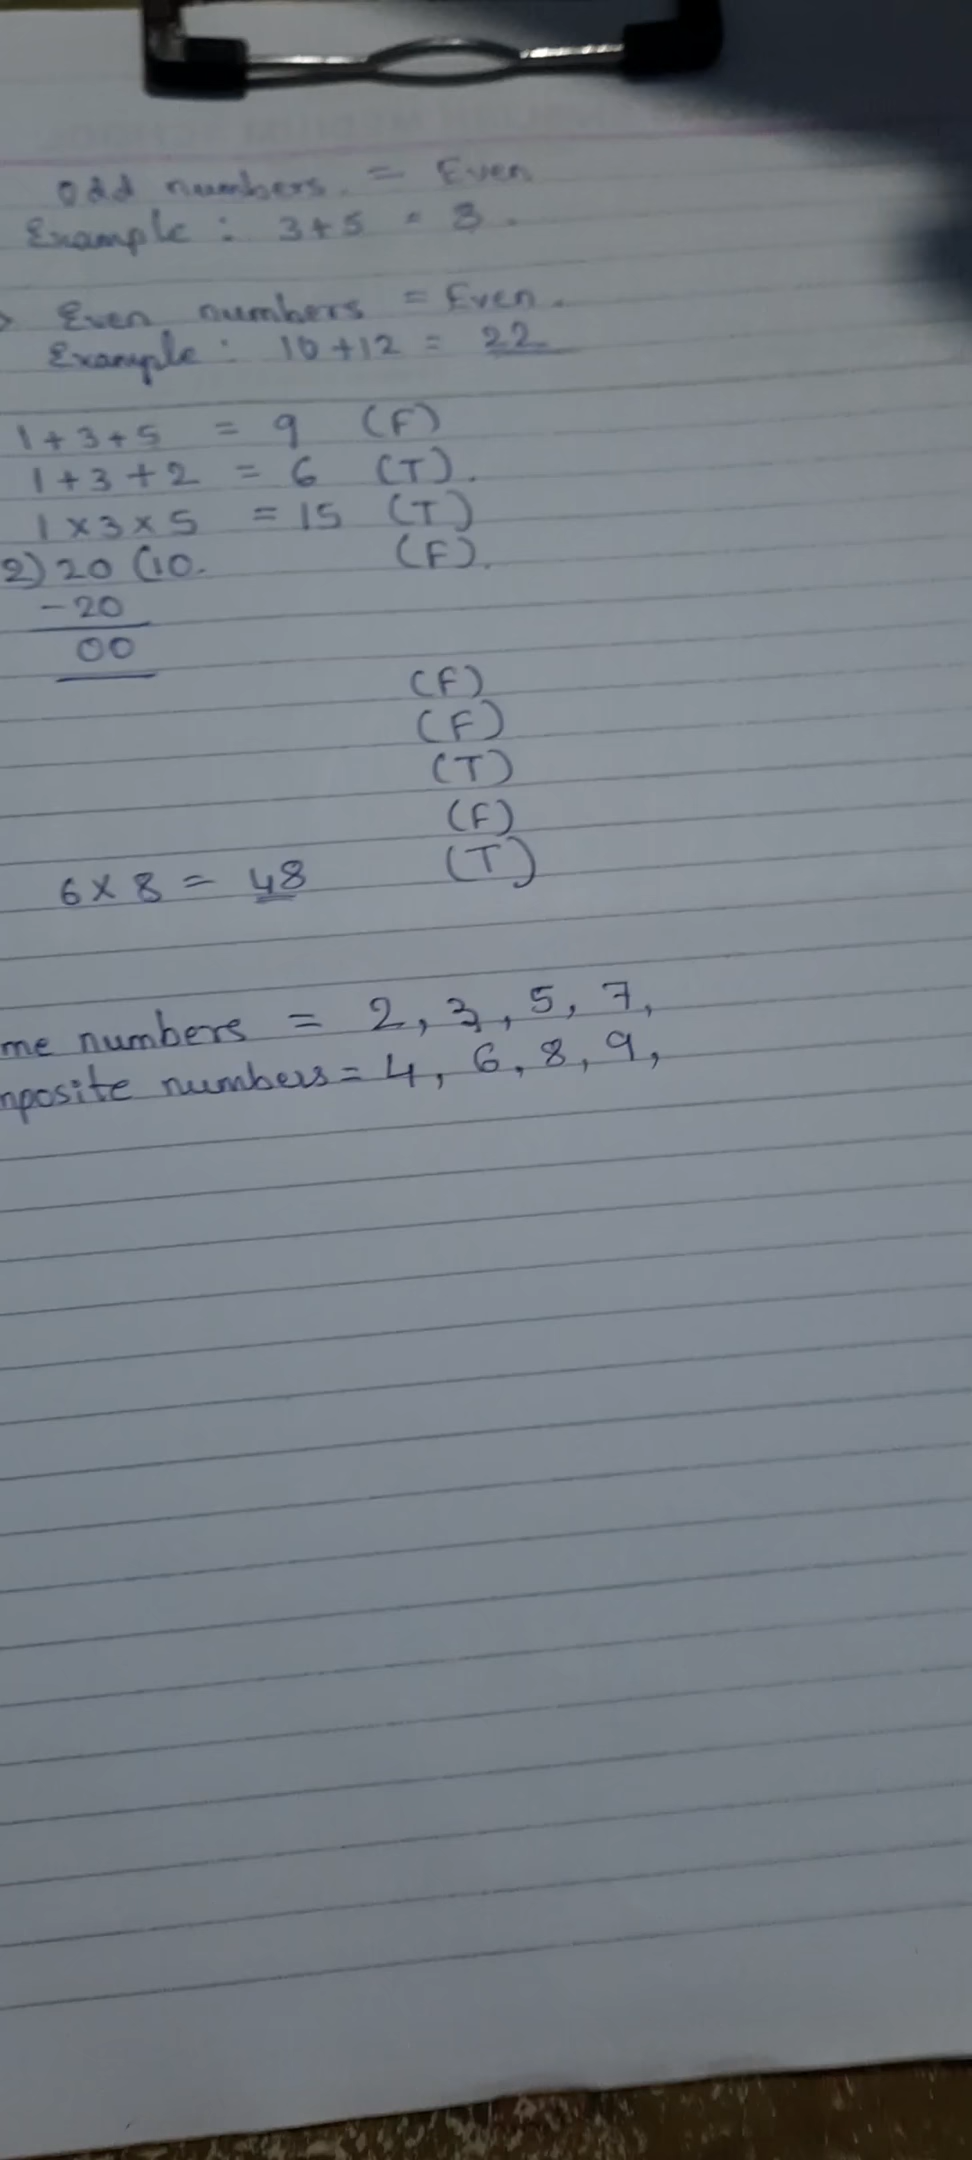 odd numbers. = Even
Example : 3+5 = 8.
Even numbers = Even.
Example : 10+12 = 22
1+3+5 = 9 (F)
1+3+2 = 6 (T).
1×3×5 = 15 (T)
2)20(10. (F).
-20
00
(F)
(F)
(T)
(F)
6×8 = 48 (T)
me numbers = 2, 3, 5, 7,
mposite numbers = 4, 6, 8, 9,